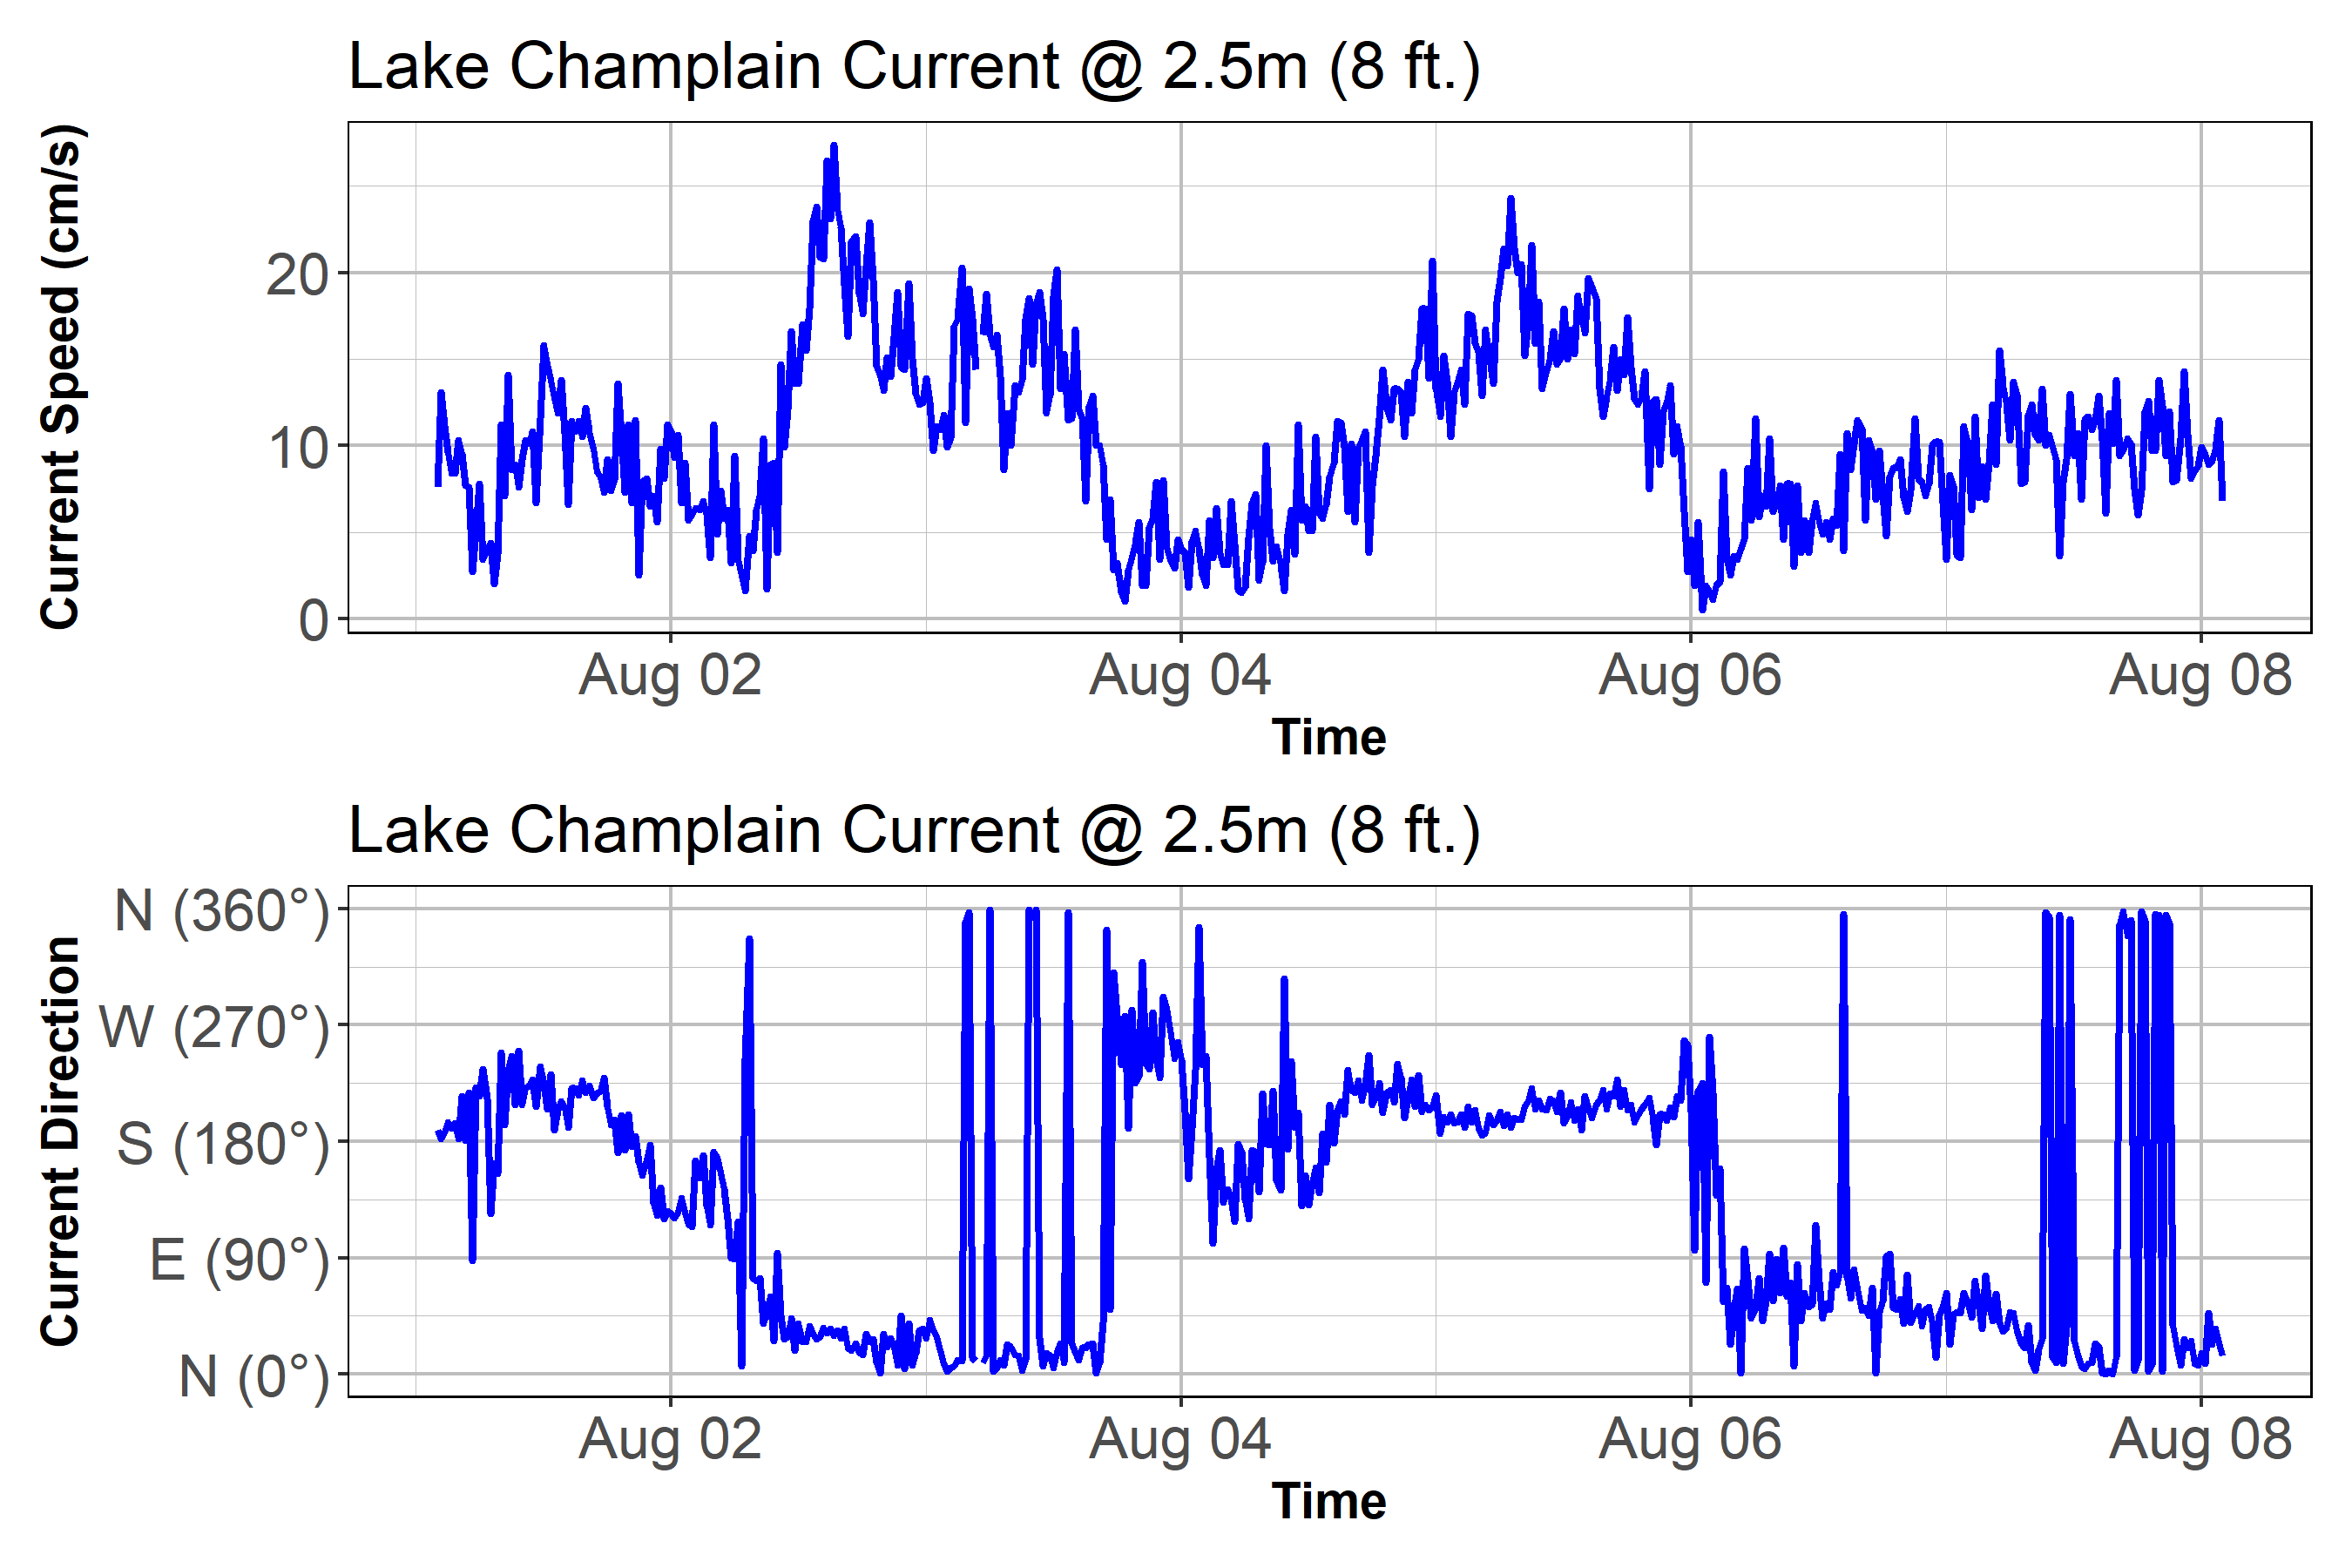 Lake Champlain Current @ 2.5m (8 ft.)
Current Speed (cm/s)
20
10
0
Aug 02 Aug 04 Aug 06 Aug 08
Time
Lake Champlain Current @ 2.5m (8 ft.)
Current Direction
N (360°)
W (270°)
S (180°)
E (90°)
N (0°)
Aug 02 Aug 04 Aug 06 Aug 08
Time